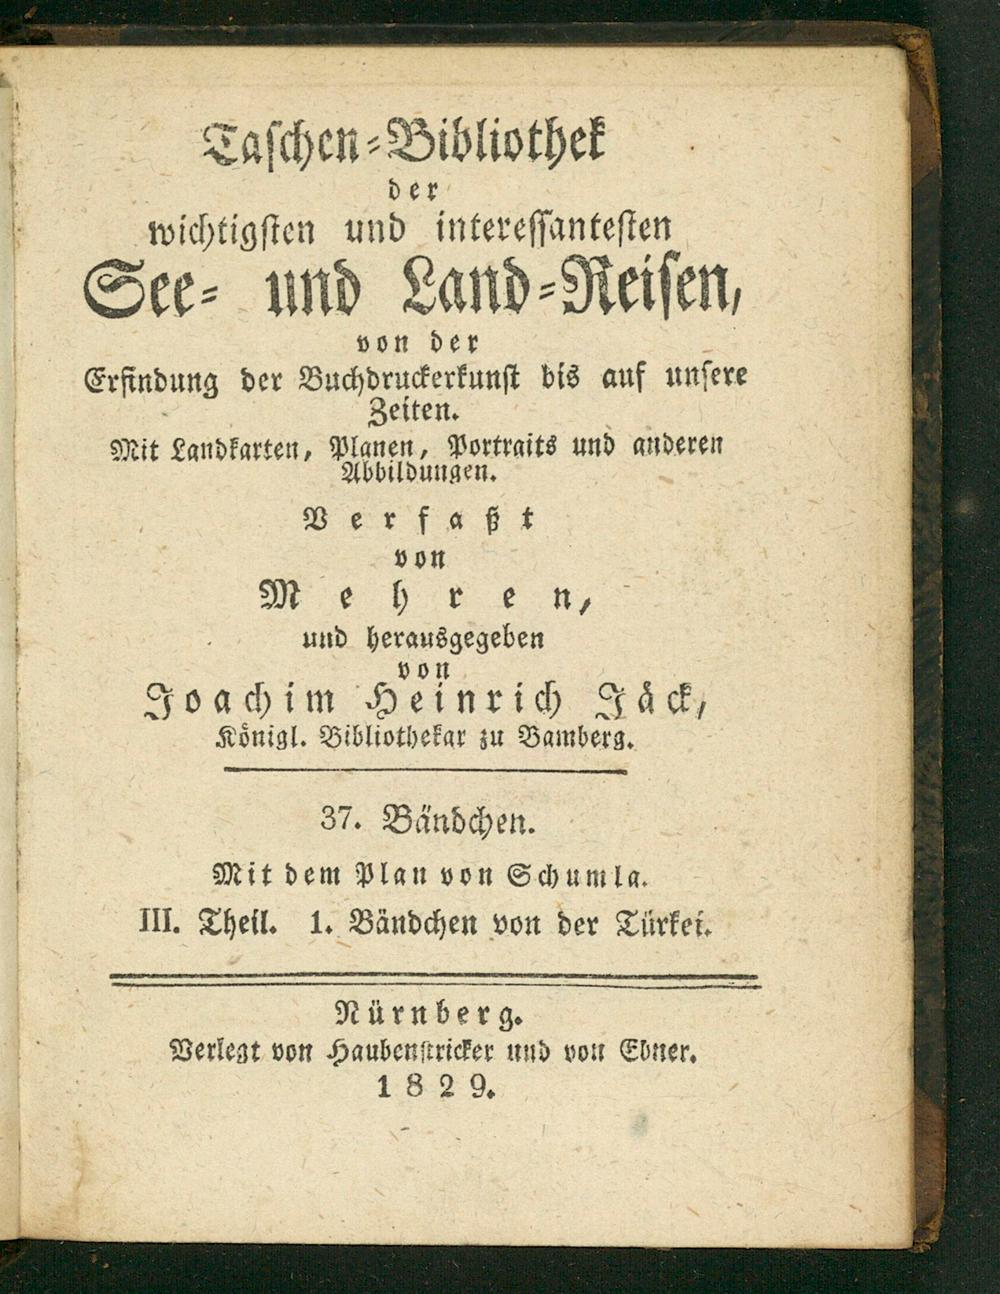 Taschen-Bibliothek
der
wichtigsten und interessantesten
See- und Land-Reisen,
von der
Erfindung der Buchdruckerkunst bis auf unsere
Zeiten.
Mit Landkarten, Planen, Portraits und anderen
Abbildungen.
Verfaßt
von
Mehren,
und herausgegeben
von
Joachim Heinrich Jäck,
Königl. Bibliothekar zu Bamberg.
37. Bändchen.
Mit dem Plan von Schumla.
III. Theil. 1. Bändchen von der Türkei.
Nürnberg.
Verlegt von Haubenstricker und von Ebner.
1829.